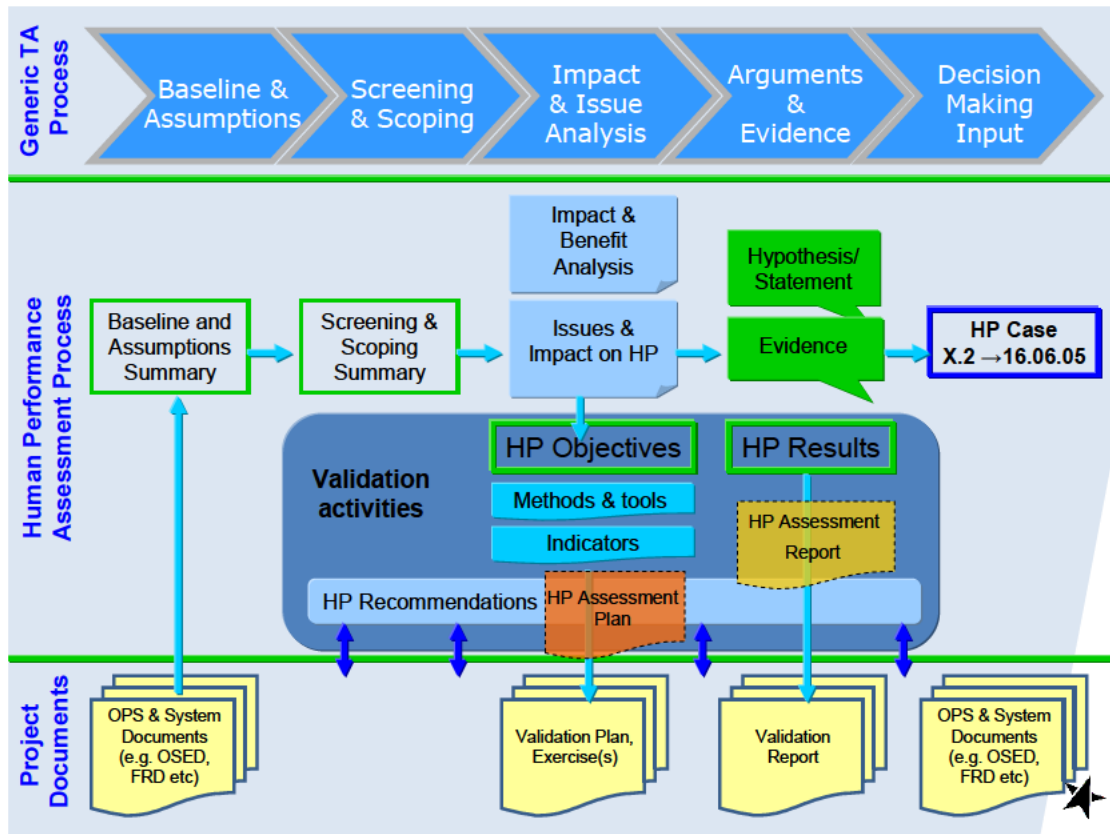 Generic TA
Process
Baseline &
Assumptions
Screening
& Scoping
Impact
& Issue
Analysis
Arguments
&
Evidence
Decision
Making
Input
Human Performance
Assessment Process
Impact &
Benefit
Analysis
Hypothesis/
Statement
Baseline and
Assumptions
Summary
Screening &
Scoping
Summary
Issues &
Impact on HP
Evidence
HP Case
X.2 →16.06.05
Validation
activities
HP Objectives
HP Results
Methods & tools
Indicators
HP Assessment
Report
HP Recommendations
HP Assessment
Plan
Project
Documents
OPS & System
Documents
(e.g. OSED,
FRD etc)
Validation Plan,
Exercise(s)
Validation
Report
OPS & System
Documents
(e.g. OSED,
FRD etc)